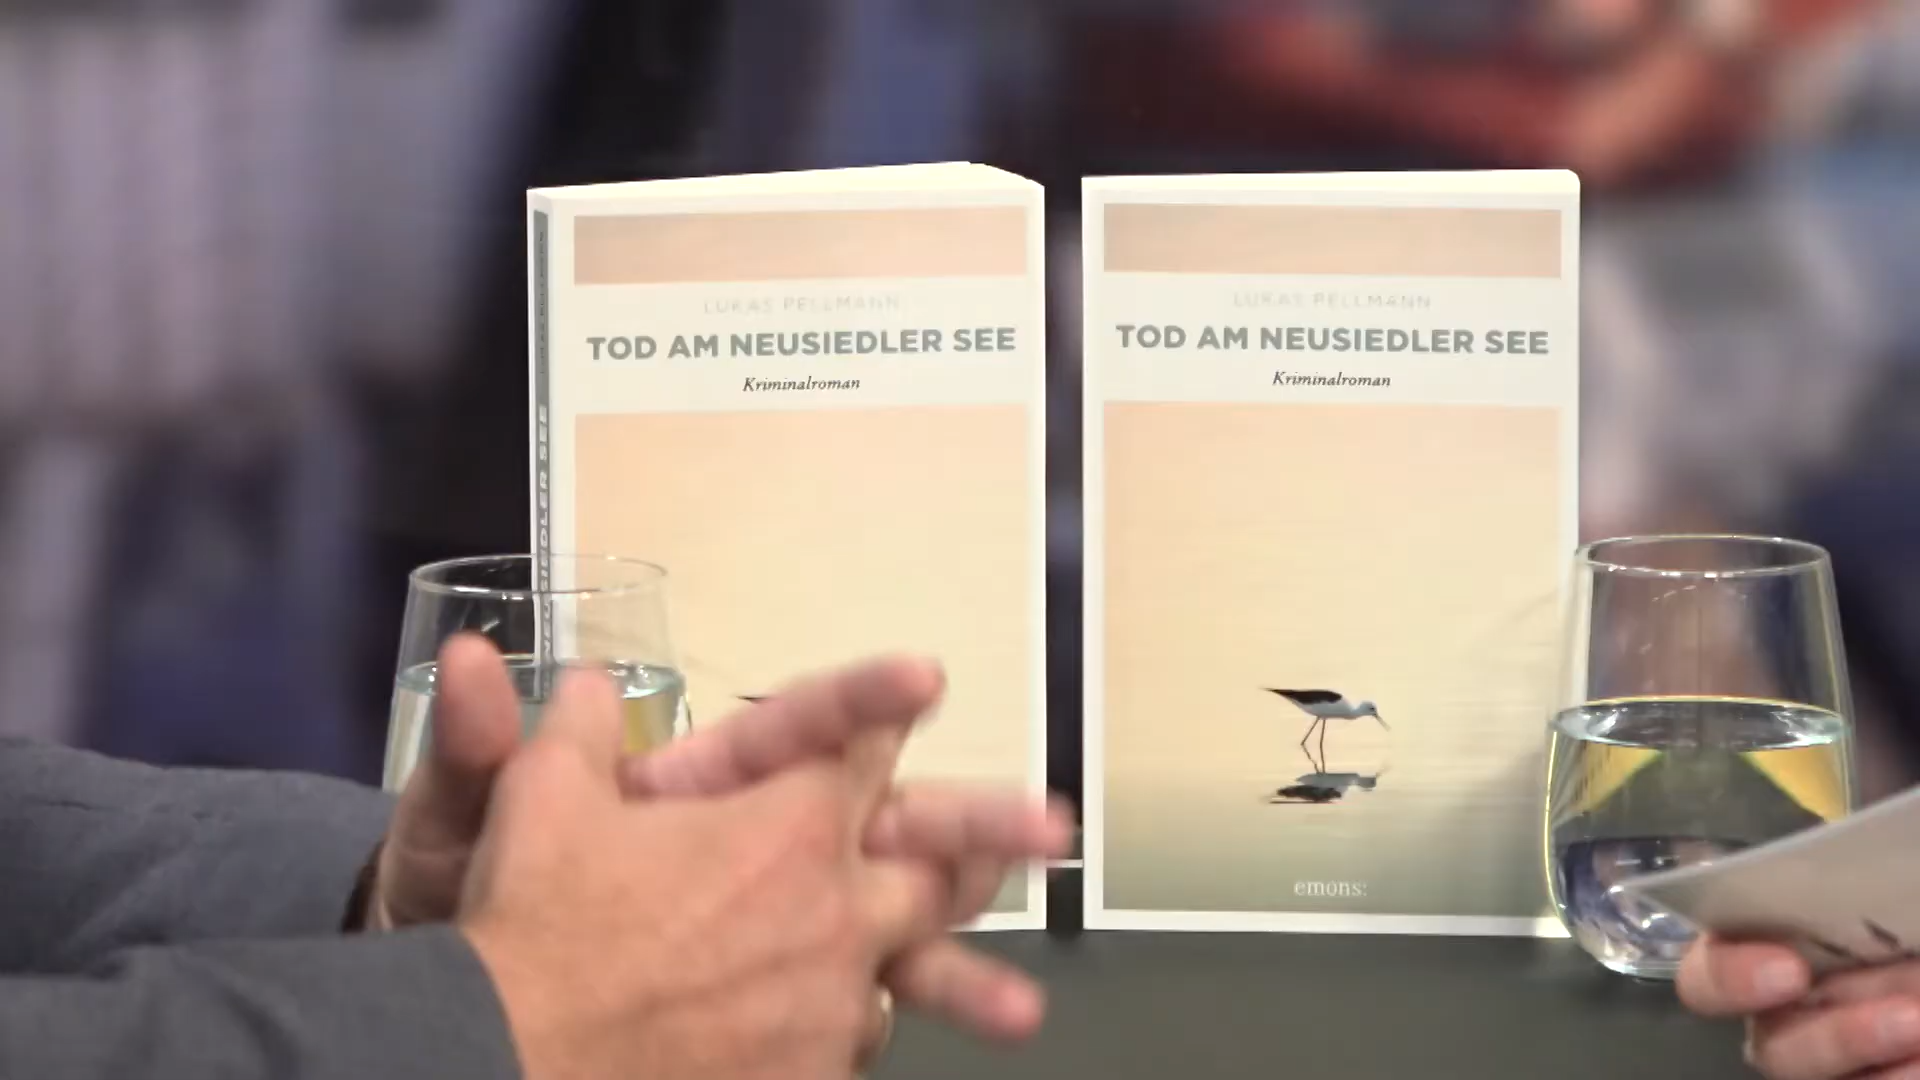 LUKAS PELLMANN
TOD AM NEUSIEDLER SEE
Kriminalroman
LUKAS PELLMANN
TOD AM NEUSIEDLER SEE
Kriminalroman
emons:
NEUSIEDLER SEE